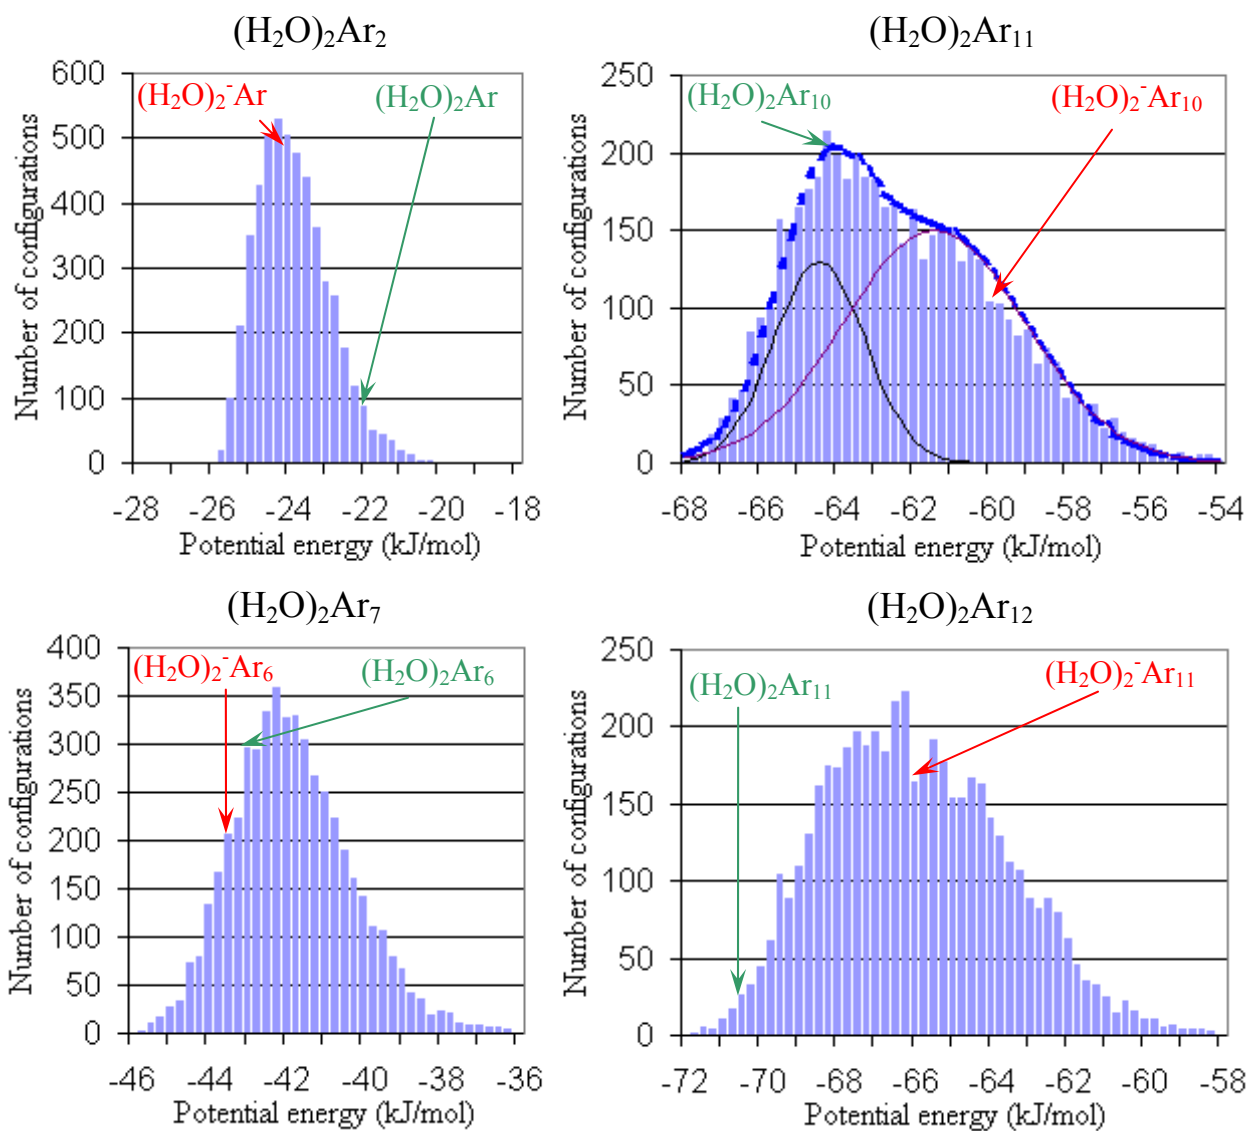 (H₂O)₂Ar₂
600
500
400
300
200
100
0
(H₂O)₂⁻Ar
(H₂O)₂Ar
Number of configurations
-28 -26 -24 -22 -20 -18
Potential energy (kJ/mol)
(H₂O)₂Ar₁₁
250
200
150
100
50
0
(H₂O)₂Ar₁₀
(H₂O)₂⁻Ar₁₀
Number of configurations
-68 -66 -64 -62 -60 -58 -56 -54
Potential energy (kJ/mol)
(H₂O)₂Ar₇
400
350
300
250
200
150
100
50
0
(H₂O)₂⁻Ar₆
(H₂O)₂Ar₆
Number of configurations
-46 -44 -42 -40 -38 -36
Potential energy (kJ/mol)
(H₂O)₂Ar₁₂
250
200
150
100
50
0
(H₂O)₂Ar₁₁
(H₂O)₂⁻Ar₁₁
Number of configurations
-72 -70 -68 -66 -64 -62 -60 -58
Potential energy (kJ/mol)